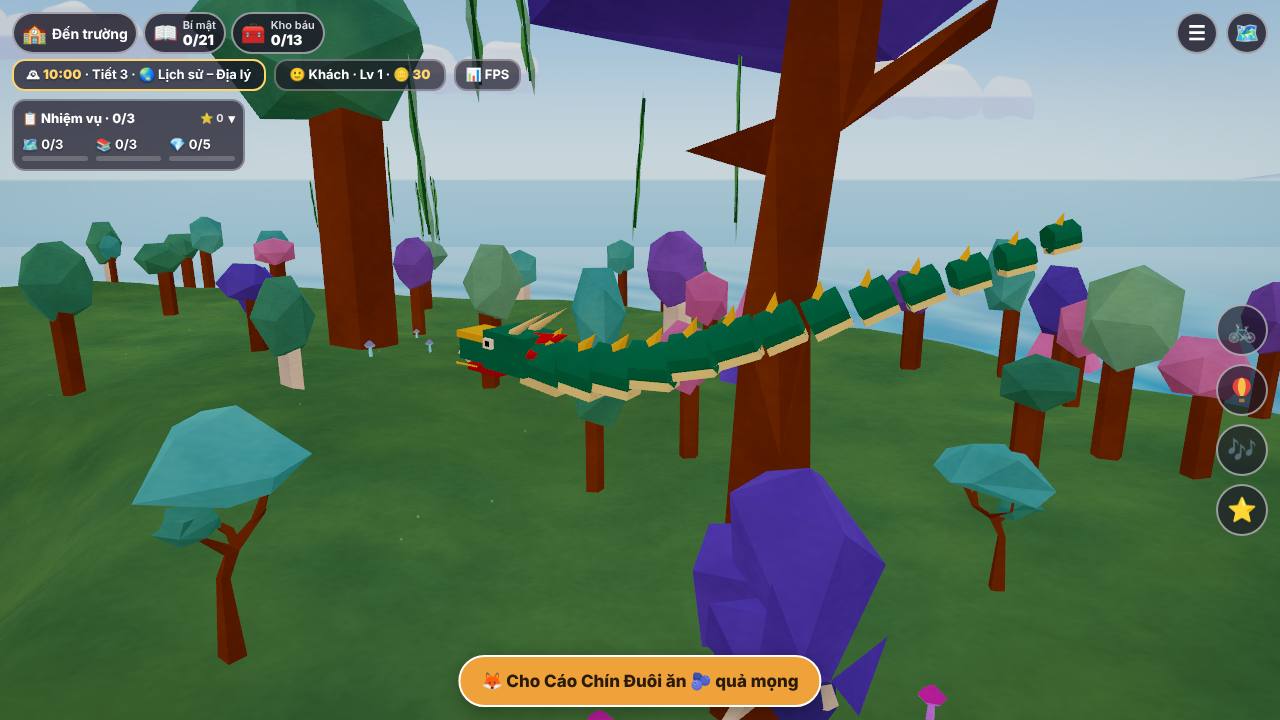 Đến trường
Bí mật
0/21
Kho báu
0/13
10:00 · Tiết 3 · Lịch sử – Địa lý
Khách · Lv 1 · 30
FPS
Nhiệm vụ · 0/3
0
0/3
0/3
0/5
Cho Cáo Chín Đuôi ăn quả mọng